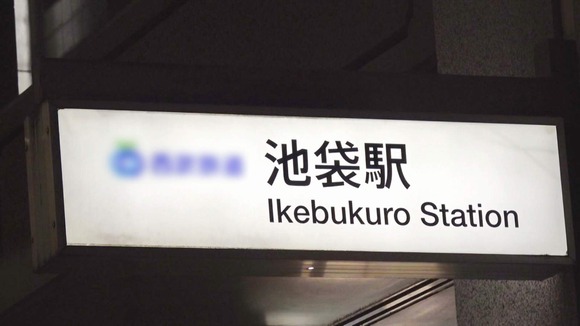 池袋駅
Ikebukuro Station